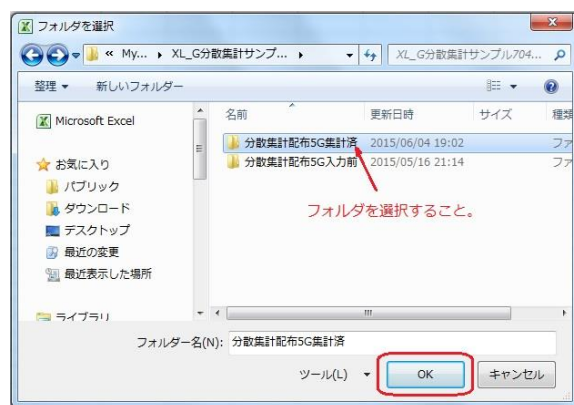 フォルダを選択
« My... ▸ XL_G分散集計サンプ... ▸
XL_G分散集計サンプル704...
整理 ▼ 新しいフォルダー
Microsoft Excel
お気に入り
パブリック
ダウンロード
デスクトップ
最近の変更
最近表示した場所
ライブラリ
名前 更新日時 サイズ 種類
分散集計配布5G集計済 2015/06/04 19:02 ファ
分散集計配布5G入力前 2015/05/16 21:14 ファ
フォルダを選択すること。
フォルダー名(N): 分散集計配布5G集計済
ツール(L) ▼ OK キャンセル